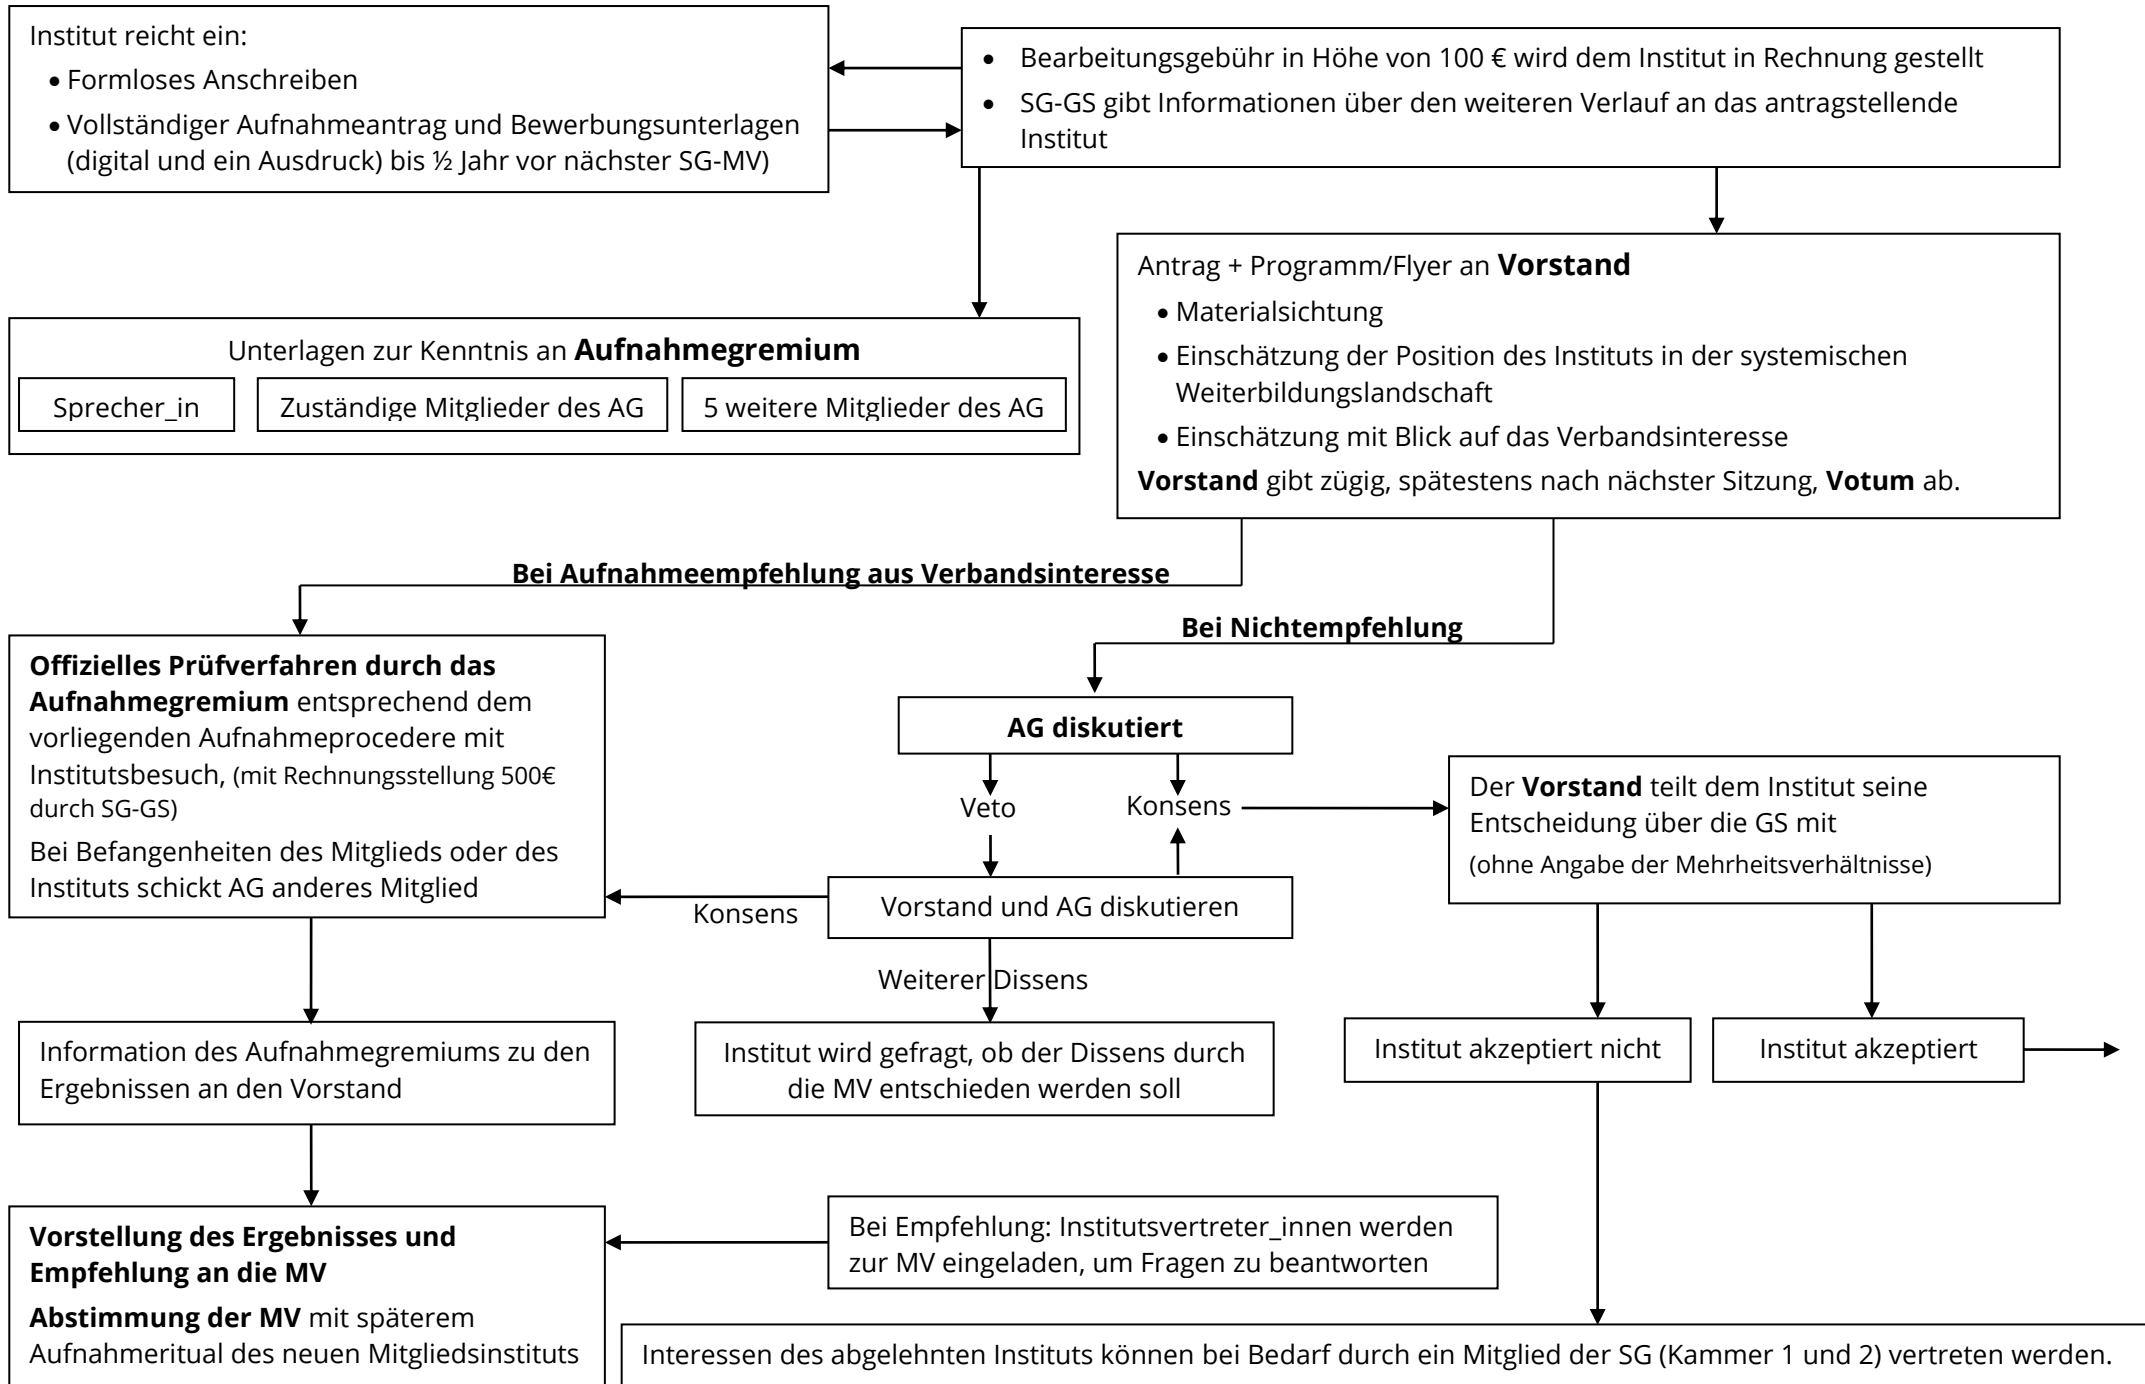 Institut reicht ein:
• Formloses Anschreiben
• Vollständiger Aufnahmeantrag und Bewerbungsunterlagen
(digital und ein Ausdruck) bis ½ Jahr vor nächster SG-MV)
• Bearbeitungsgebühr in Höhe von 100 € wird dem Institut in Rechnung gestellt
• SG-GS gibt Informationen über den weiteren Verlauf an das antragstellende
Institut
Antrag + Programm/Flyer an Vorstand
• Materialsichtung
• Einschätzung der Position des Instituts in der systemischen
Weiterbildungslandschaft
• Einschätzung mit Blick auf das Verbandsinteresse
Vorstand gibt zügig, spätestens nach nächster Sitzung, Votum ab.
Unterlagen zur Kenntnis an Aufnahmegremium
Sprecher_in
Zuständige Mitglieder des AG
5 weitere Mitglieder des AG
Bei Aufnahmeempfehlung aus Verbandsinteresse
Bei Nichtempfehlung
Offizielles Prüfverfahren durch das
Aufnahmegremium entsprechend dem
vorliegenden Aufnahmeprocedere mit
Institutsbesuch, (mit Rechnungsstellung 500€
durch SG-GS)
Bei Befangenheiten des Mitglieds oder des
Instituts schickt AG anderes Mitglied
AG diskutiert
Veto
Konsens
Der Vorstand teilt dem Institut seine
Entscheidung über die GS mit
(ohne Angabe der Mehrheitsverhältnisse)
Vorstand und AG diskutieren
Konsens
Weiterer Dissens
Information des Aufnahmegremiums zu den
Ergebnissen an den Vorstand
Institut wird gefragt, ob der Dissens durch
die MV entschieden werden soll
Institut akzeptiert nicht
Institut akzeptiert
Vorstellung des Ergebnisses und
Empfehlung an die MV
Abstimmung der MV mit späterem
Aufnahmeritual des neuen Mitgliedsinstituts
Bei Empfehlung: Institutsvertreter_innen werden
zur MV eingeladen, um Fragen zu beantworten
Interessen des abgelehnten Instituts können bei Bedarf durch ein Mitglied der SG (Kammer 1 und 2) vertreten werden.